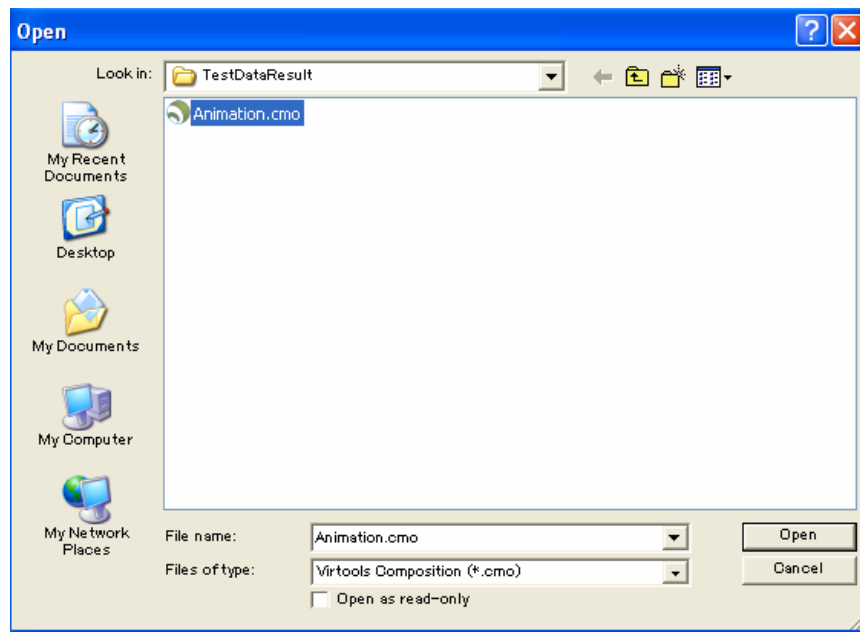 Open
Look in: TestDataResult
Animation.cmo
My Recent
Documents
Desktop
My Documents
My Computer
My Network
Places
File name: Animation.cmo Open
Files of type: Virtools Composition (*.cmo) Cancel
Open as read-only